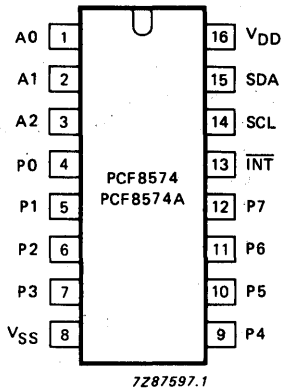 A0 1 16 VDD
A1 2 15 SDA
A2 3 14 SCL
P0 4 13 I̅N̅T̅
PCF8574
PCF8574A
P1 5 12 P7
P2 6 11 P6
P3 7 10 P5
VSS 8 9 P4
7Z87597.1